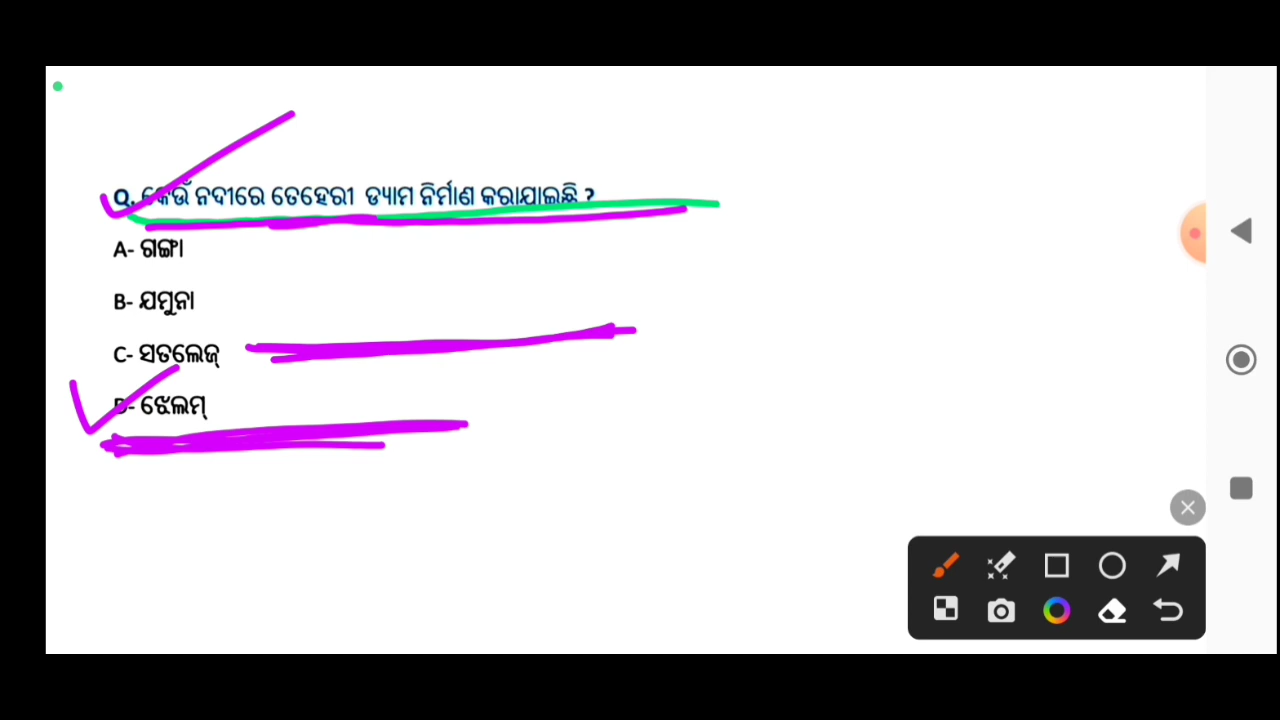 Q. କେଉଁ ନଦୀରେ ତେହେରୀ ଡ୍ୟାମ ନିର୍ମାଣ କରାଯାଇଛି ?
A- ଗଙ୍ଗା
B- ଯମୁନା
C- ସତଲେଜ୍
D- ଝେଲମ୍